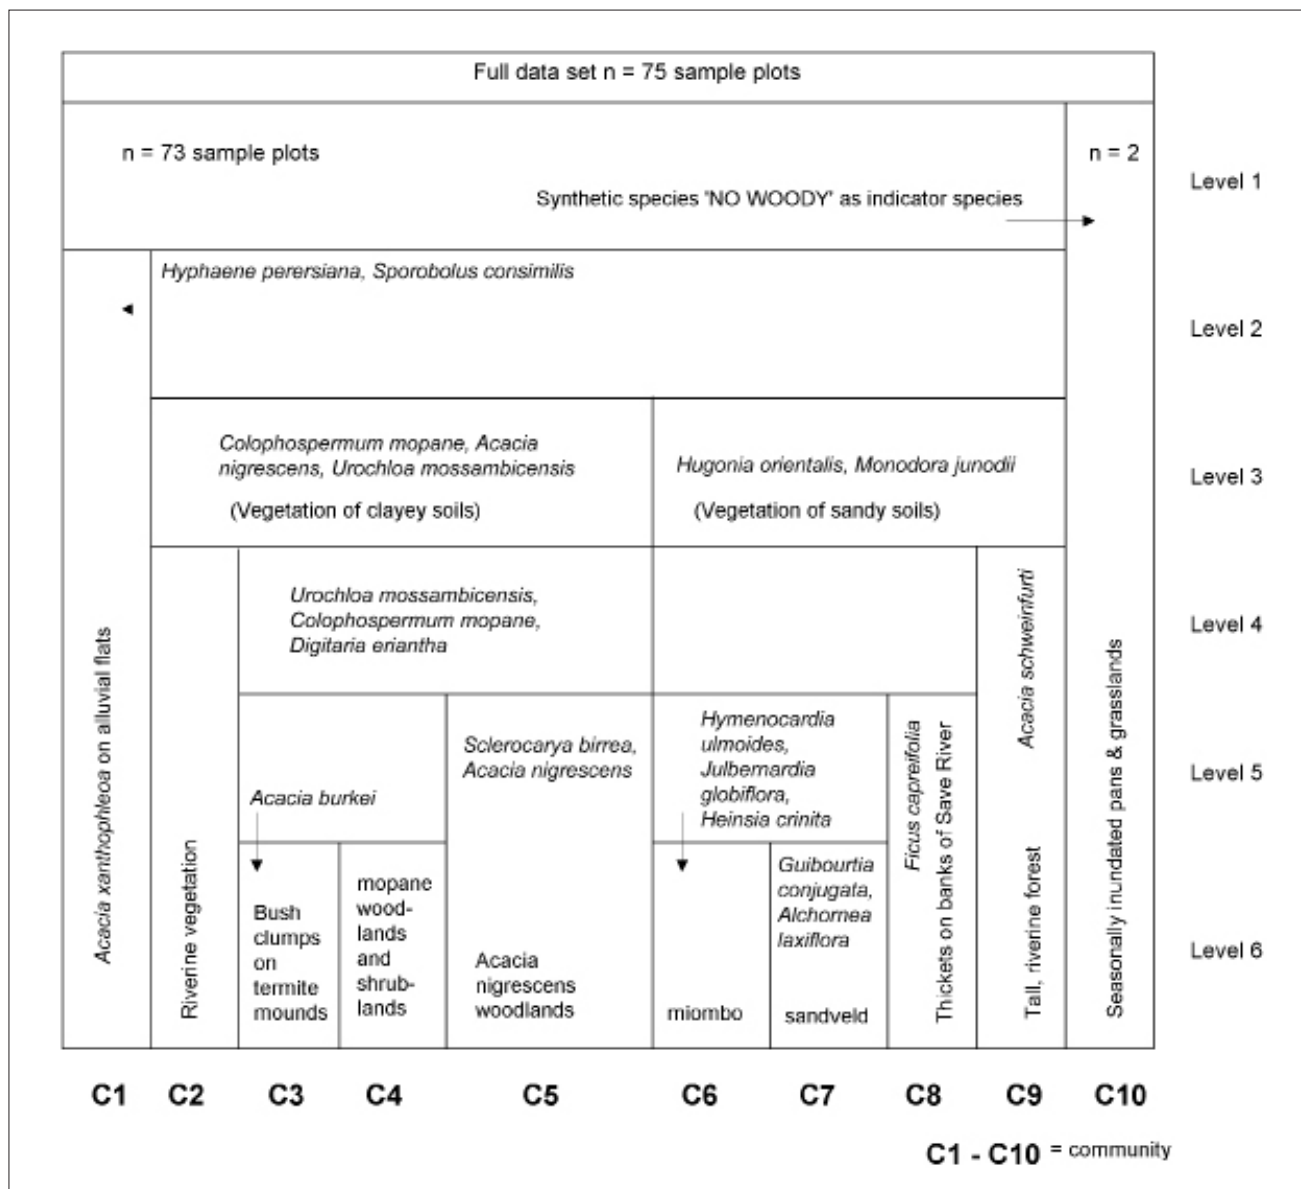 Full data set n = 75 sample plots
n = 73 sample plots
n = 2
Level 1
Synthetic species 'NO WOODY' as indicator species
Hyphaene perersiana, Sporobolus consimilis
Level 2
Colophospermum mopane, Acacia
nigrescens, Urochloa mossambicensis
(Vegetation of clayey soils)
Hugonia orientalis, Monodora junodii
(Vegetation of sandy soils)
Level 3
Urochloa mossambicensis,
Colophospermum mopane,
Digitaria eriantha
Level 4
Acacia burkei
Sclerocarya birrea,
Acacia nigrescens
Hymenocardia
ulmoides,
Julbernardia
globiflora,
Heinsia crinita
Level 5
Acacia xanthophleoa on alluvial flats
Riverine vegetation
Bush
clumps
on
termite
mounds
mopane
wood-
lands
and
shrub-
lands
Acacia
nigrescens
woodlands
miombo
Guibourtia
conjugata,
Alchornea
laxiflora
sandveld
Ficus capreifolia
Thickets on banks of Save River
Acacia schweinfurti
Tall, riverine forest
Seasonally inundated pans & grasslands
Level 6
C1 C2 C3 C4 C5 C6 C7 C8 C9 C10
C1 - C10 = community